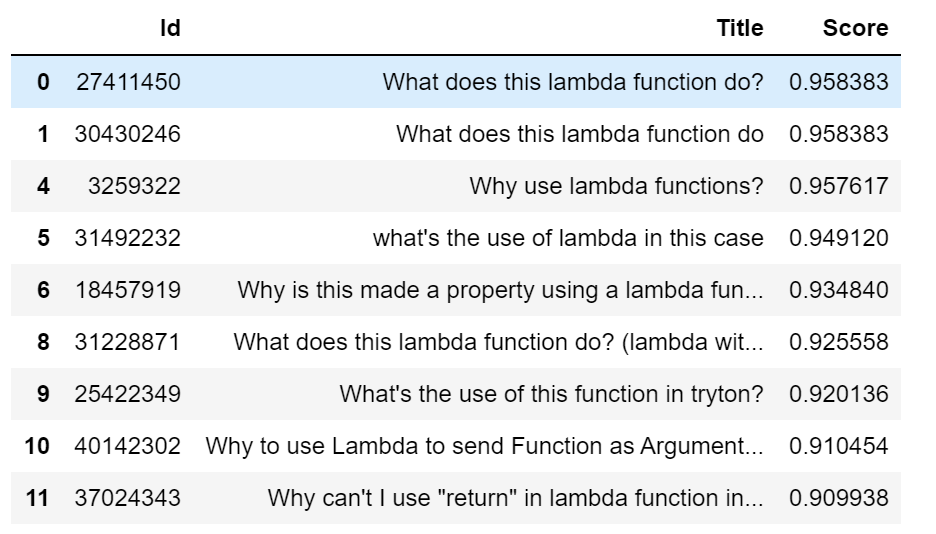 Id Title Score
0 27411450 What does this lambda function do? 0.958383
1 30430246 What does this lambda function do 0.958383
4 3259322 Why use lambda functions? 0.957617
5 31492232 what's the use of lambda in this case 0.949120
6 18457919 Why is this made a property using a lambda fun... 0.934840
8 31228871 What does this lambda function do? (lambda wit... 0.925558
9 25422349 What's the use of this function in tryton? 0.920136
10 40142302 Why to use Lambda to send Function as Argument... 0.910454
11 37024343 Why can't I use "return" in lambda function in... 0.909938